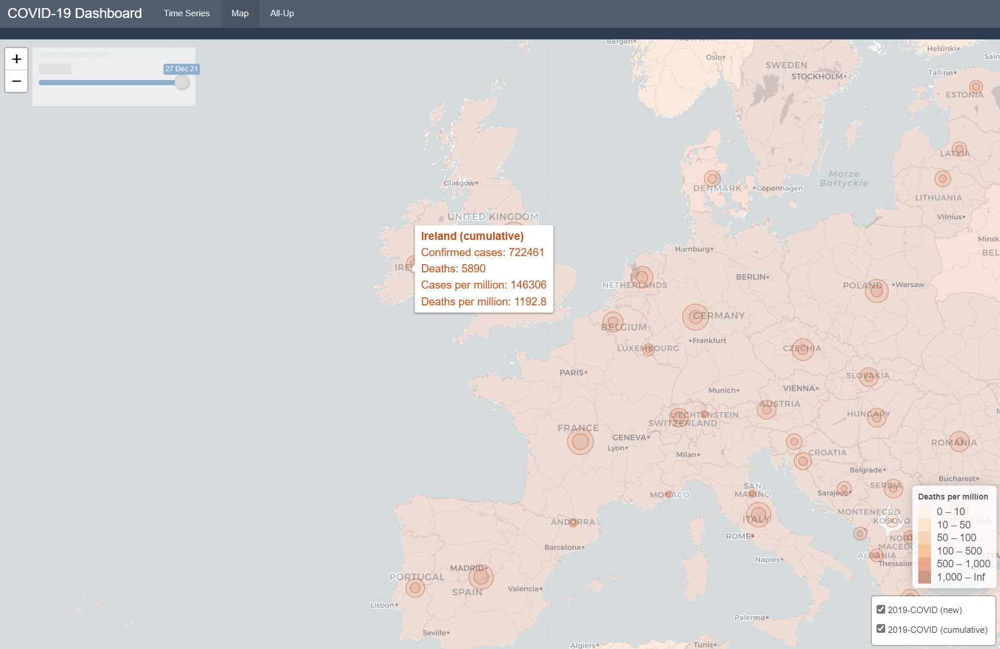 COVID-19 Dashboard
Time Series
Map
All-Up
+
−
Select mapping date
27 Dec 21
Bergen
NORWAY
Oslo
SWEDEN
STOCKHOLM
Helsinki
Sain
Tallinn
ESTONIA
LATVIA
Morze
Bałtyckie
Glasgow
DENMARK
Copenhagen
LITHUANIA
Vilnius
UNITED KINGDOM
Minsk
BEL
Hamburg
IREL
Ireland (cumulative)
Confirmed cases: 722461
Deaths: 5890
Cases per million: 146306
Deaths per million: 1192.8
NETHERLANDS
BERLIN
POLAND
Warsaw
GERMANY
BELGIUM
Frankfurt
LUXEMBOURG
CZECHIA
PARIS
SLOVAKIA
Munich
VIENNA
AUSTRIA
LIECHTENSTEIN
SWITZERLAND
HUNGARY
FRANCE
GENEVA
Lyon
ROMANIA
Milan
CROATIA
Belgrade
Bucharest
SAN
MARINO
MONACO
Sarajevo
SERBIA
MONTENEGRO
KOSOVO
BULGARIA
ITALY
ANDORRA
ROME
NORTH
MACEDONIA
ALBANIA
Barcelona
Naples
Thessaloniki
MADRID
PORTUGAL
SPAIN
Valencia
Lisbon
Palermo
Seville
Algiers
Tunis
Deaths per million
0 – 10
10 – 50
50 – 100
100 – 500
500 – 1,000
1,000 – Inf
2019-COVID (new)
2019-COVID (cumulative)